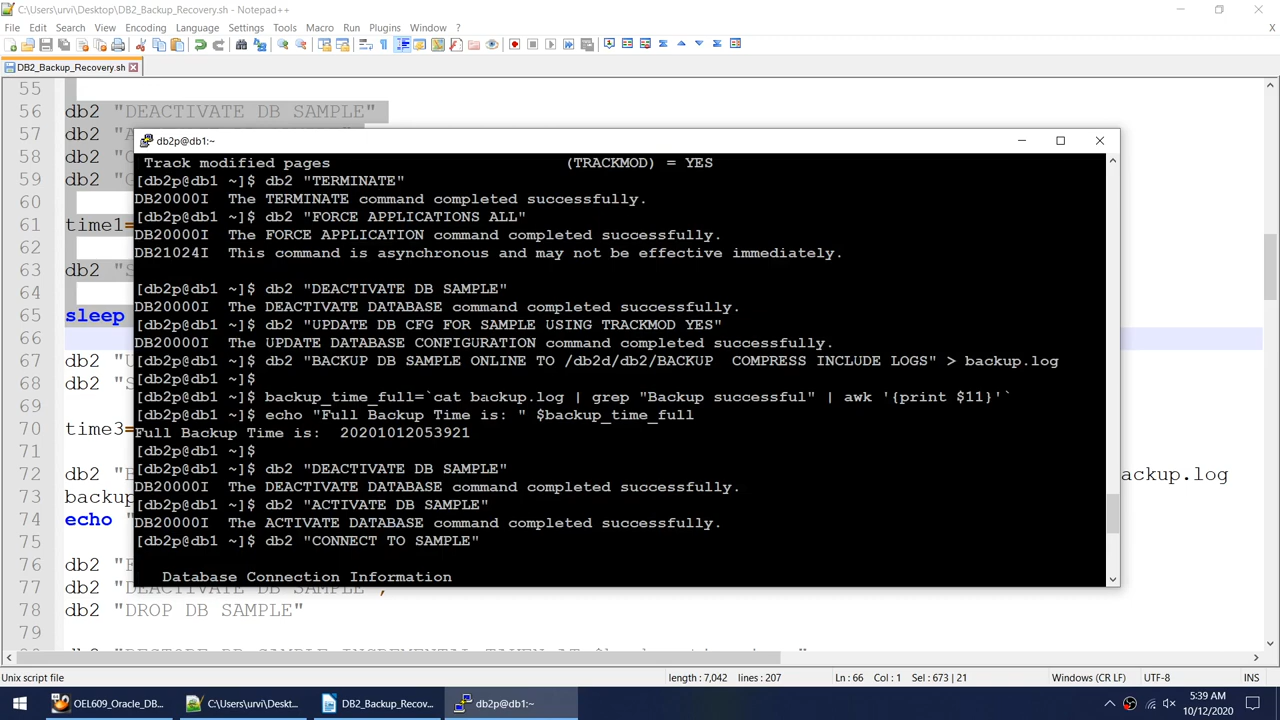 C:\Users\urvi\Desktop\DB2_Backup_Recovery.sh - Notepad++
File Edit Search View Encoding Language Settings Tools Macro Run Plugins Window ?
X
DB2_Backup_Recovery.sh
55
56 db2 "DEACTIVATE DB SAMPLE"
57 db2 "A
58 db2 "C
59 db2 "
60
61 time1=
62
63 db2 "S
64
65 sleep
66
67 db2 "U
68 db2 "S
69
70 time3=
71
72 db2 "B
ackup.log
73 backup
74 echo "
75
76 db2 "F
77 db2 "DEACTIVATE DB SAMPLE";
78 db2 "DROP DB SAMPLE"
79
db2p@db1:~
Track modified pages (TRACKMOD) = YES
[db2p@db1 ~]$ db2 "TERMINATE"
DB20000I The TERMINATE command completed successfully.
[db2p@db1 ~]$ db2 "FORCE APPLICATIONS ALL"
DB20000I The FORCE APPLICATION command completed successfully.
DB21024I This command is asynchronous and may not be effective immediately.
[db2p@db1 ~]$ db2 "DEACTIVATE DB SAMPLE"
DB20000I The DEACTIVATE DATABASE command completed successfully.
[db2p@db1 ~]$ db2 "UPDATE DB CFG FOR SAMPLE USING TRACKMOD YES"
DB20000I The UPDATE DATABASE CONFIGURATION command completed successfully.
[db2p@db1 ~]$ db2 "BACKUP DB SAMPLE ONLINE TO /db2d/db2/BACKUP  COMPRESS INCLUDE LOGS" > backup.log
[db2p@db1 ~]$
[db2p@db1 ~]$ backup_time_full=`cat backup.log | grep "Backup successful" | awk '{print $11}'`
[db2p@db1 ~]$ echo "Full Backup Time is: " $backup_time_full
Full Backup Time is:  20201012053921
[db2p@db1 ~]$
[db2p@db1 ~]$ db2 "DEACTIVATE DB SAMPLE"
DB20000I The DEACTIVATE DATABASE command completed successfully.
[db2p@db1 ~]$ db2 "ACTIVATE DB SAMPLE"
DB20000I The ACTIVATE DATABASE command completed successfully.
[db2p@db1 ~]$ db2 "CONNECT TO SAMPLE"
Database Connection Information
Unix script file length : 7,042 lines : 207 Ln : 66 Col : 1 Sel : 673 | 21 Windows (CR LF) UTF-8 INS
OEL609_Oracle_DB... C:\Users\urvi\Deskt... DB2_Backup_Recove... db2p@db1:~
5:39 AM
10/12/2020